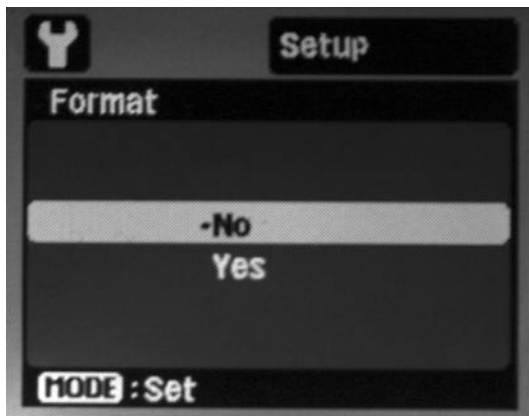 Setup
Format
-No
Yes
MODE :Set